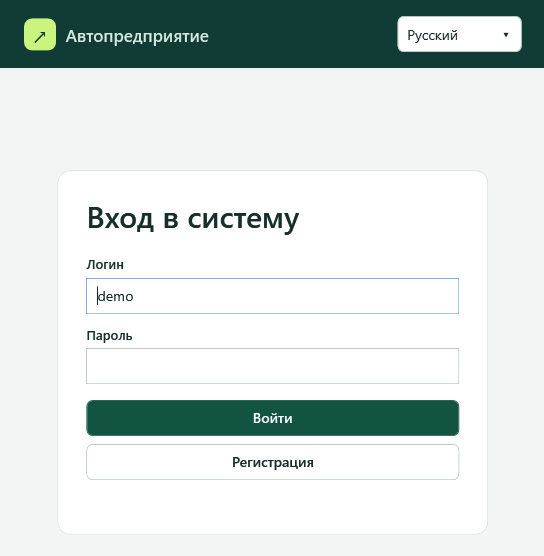 Автопредприятие
Русский
Вход в систему
Логин
demo
Пароль
Войти
Регистрация